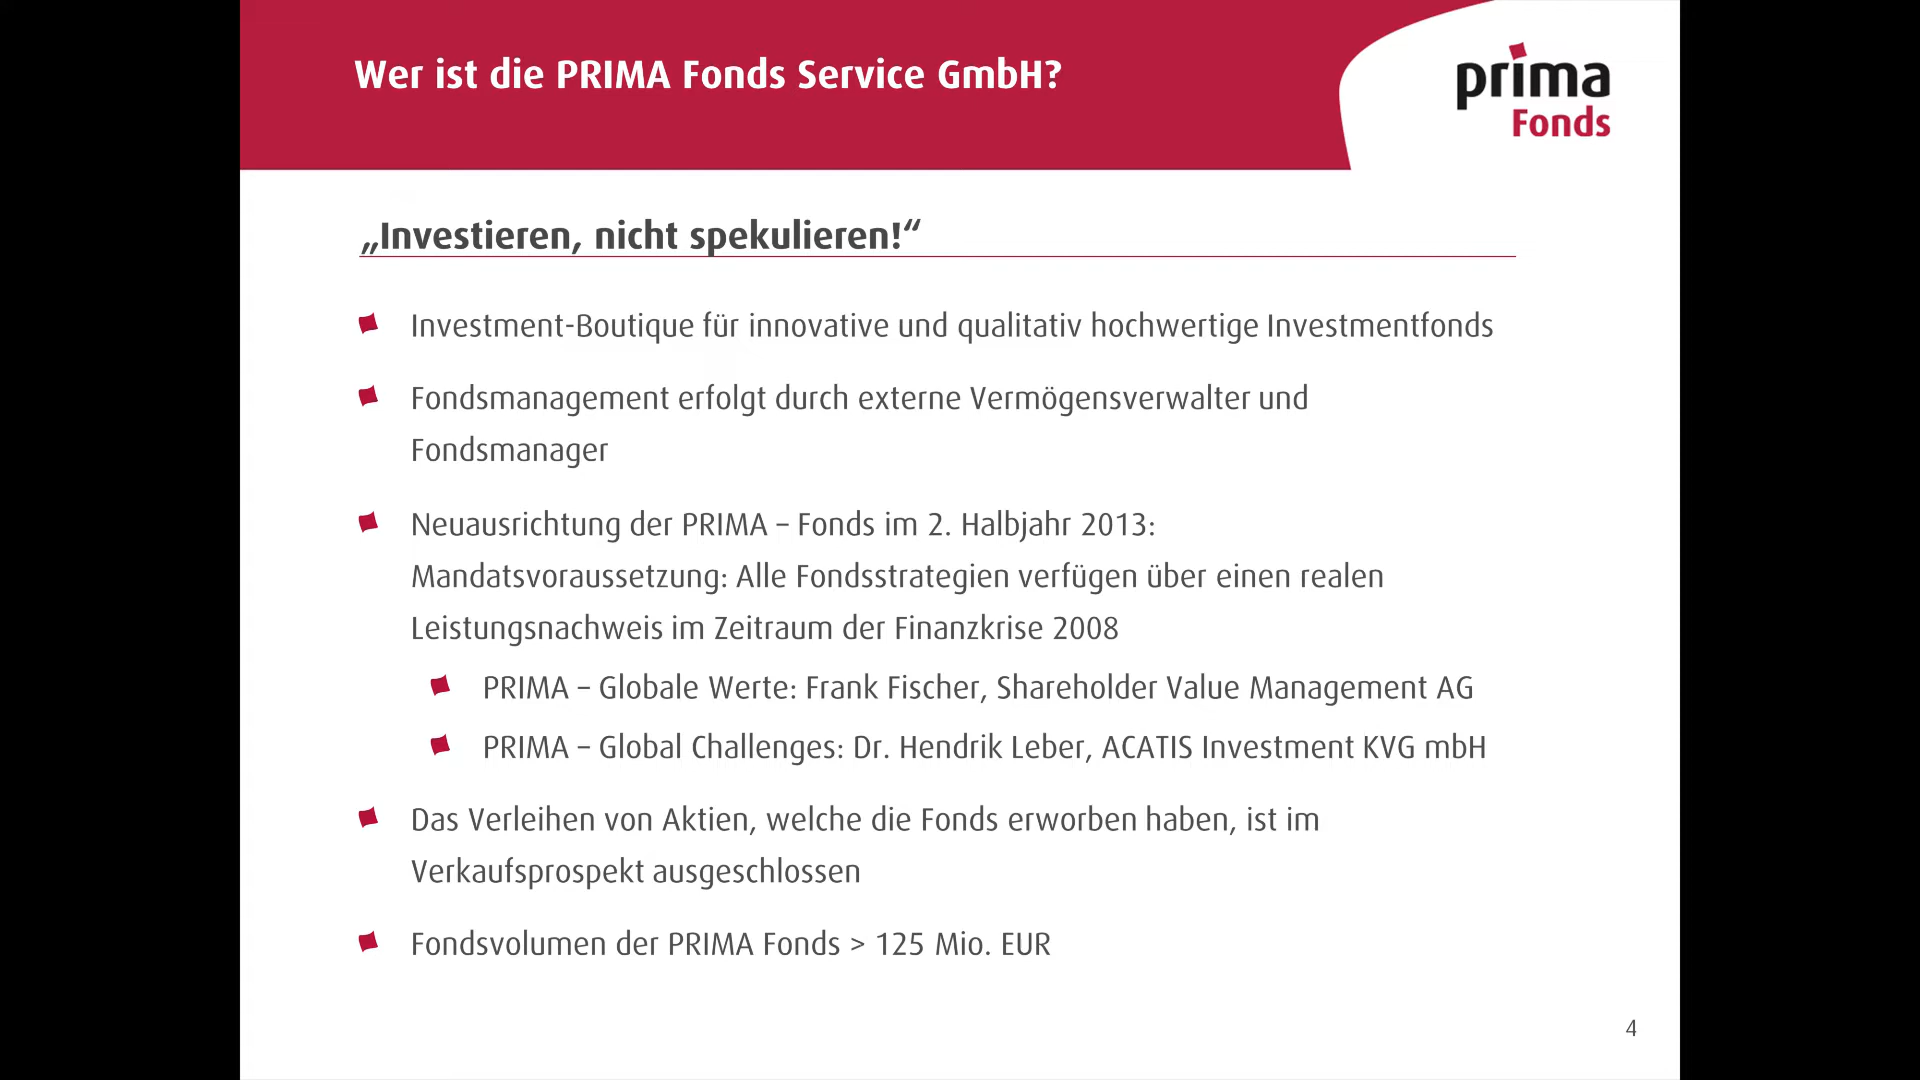 Wer ist die PRIMA Fonds Service GmbH?
prima
Fonds
„Investieren, nicht spekulieren!“
Investment-Boutique für innovative und qualitativ hochwertige Investmentfonds
Fondsmanagement erfolgt durch externe Vermögensverwalter und
Fondsmanager
Neuausrichtung der PRIMA – Fonds im 2. Halbjahr 2013:
Mandatsvoraussetzung: Alle Fondsstrategien verfügen über einen realen
Leistungsnachweis im Zeitraum der Finanzkrise 2008
PRIMA – Globale Werte: Frank Fischer, Shareholder Value Management AG
PRIMA – Global Challenges: Dr. Hendrik Leber, ACATIS Investment KVG mbH
Das Verleihen von Aktien, welche die Fonds erworben haben, ist im
Verkaufsprospekt ausgeschlossen
Fondsvolumen der PRIMA Fonds > 125 Mio. EUR
4